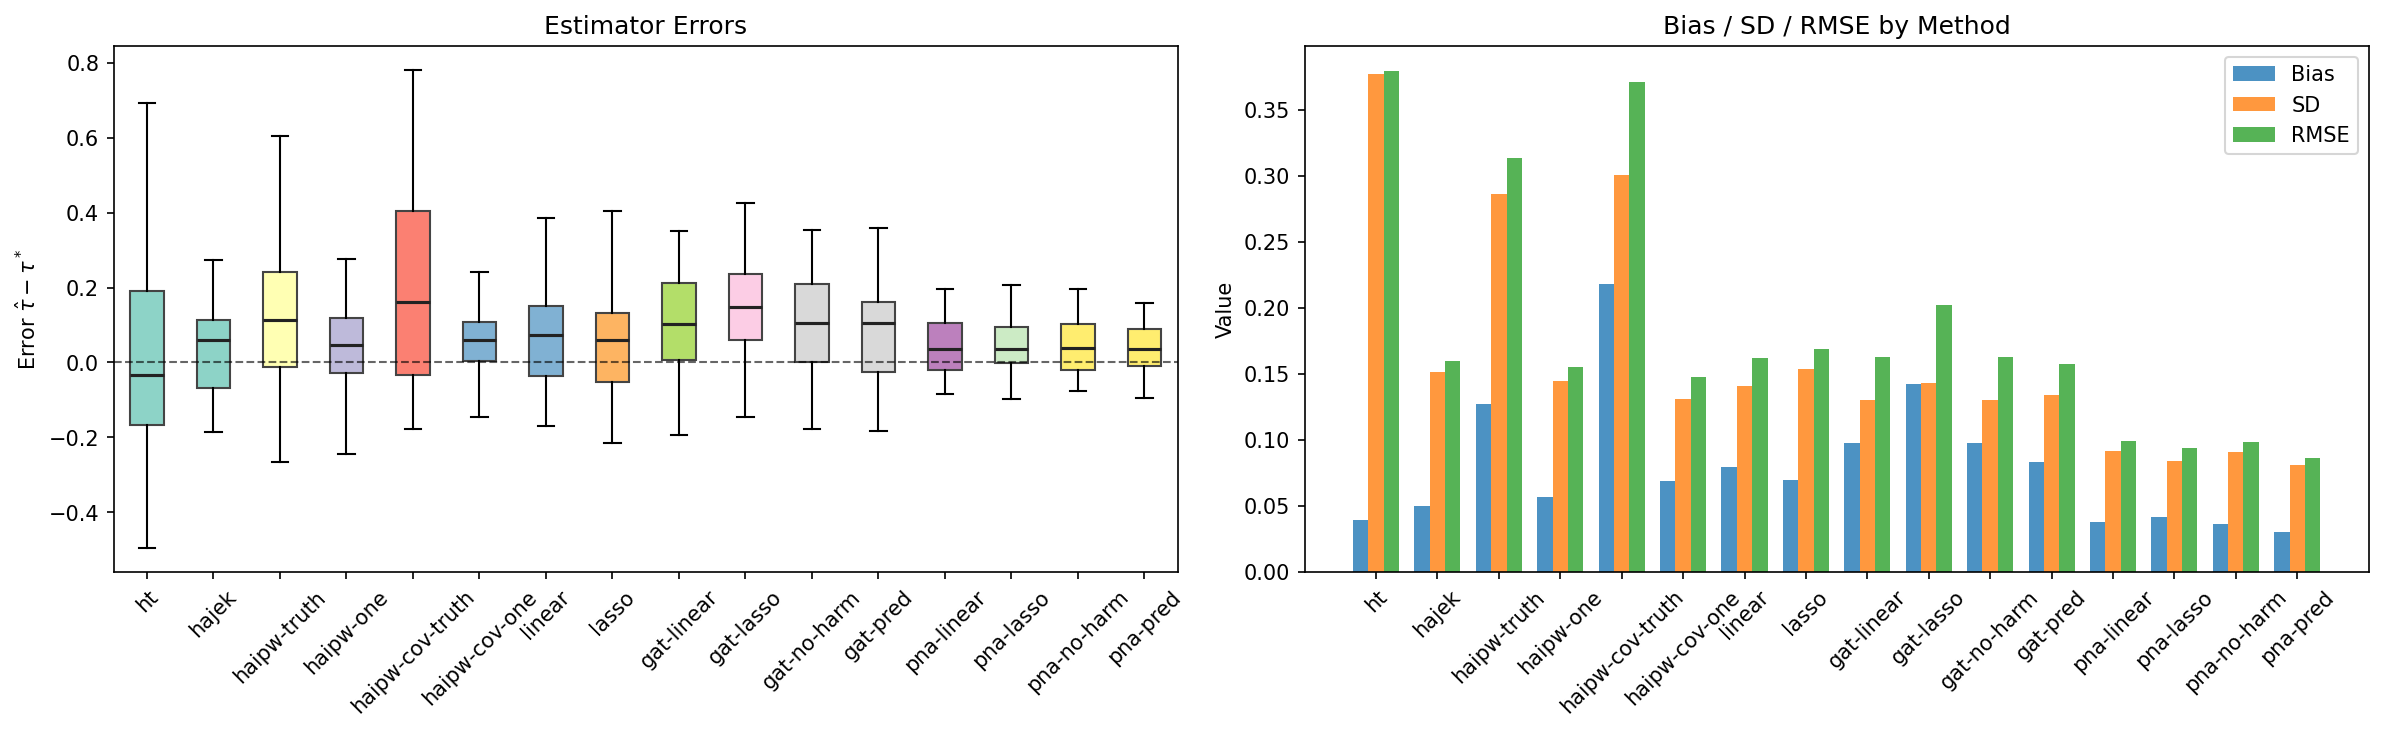 Estimator Errors
Error τ̂ − τ*
0.8
0.6
0.4
0.2
0.0
−0.2
−0.4
ht
hajek
haipw-truth
haipw-one
haipw-cov-truth
haipw-cov-one
linear
lasso
gat-linear
gat-lasso
gat-no-harm
gat-pred
pna-linear
pna-lasso
pna-no-harm
pna-pred
Bias / SD / RMSE by Method
Value
0.35
0.30
0.25
0.20
0.15
0.10
0.05
0.00
Bias
SD
RMSE
ht
hajek
haipw-truth
haipw-one
haipw-cov-truth
haipw-cov-one
linear
lasso
gat-linear
gat-lasso
gat-no-harm
gat-pred
pna-linear
pna-lasso
pna-no-harm
pna-pred